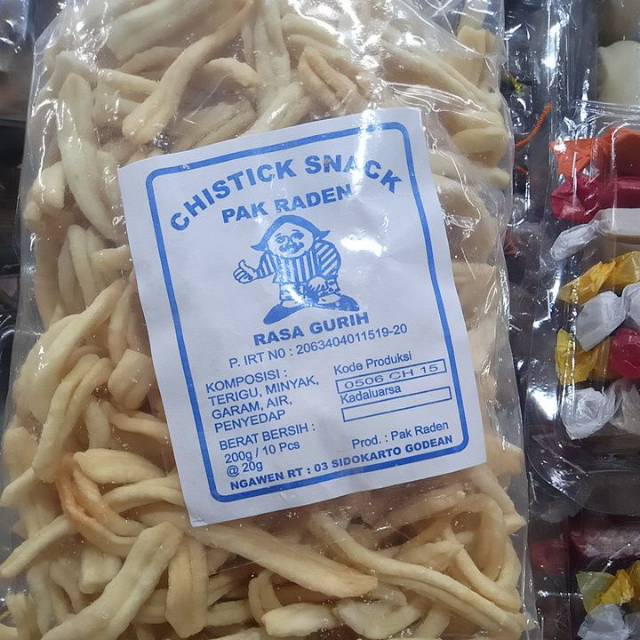 CHISTICK SNACK
PAK RADEN
RASA GURIH
P. IRT NO : 2063404011519-20
KOMPOSISI :
TERIGU, MINYAK,
GARAM, AIR,
PENYEDAP
BERAT BERSIH :
200g / 10 Pcs
@ 20g
Kode Produksi
0506 CH 15
Kadaluarsa
Prod. : Pak Raden
NGAWEN RT : 03 SIDOKARTO GODEAN